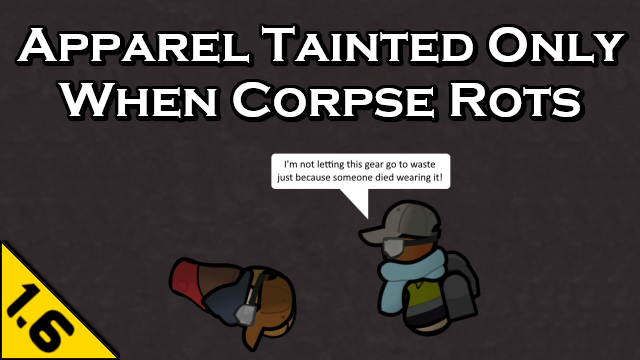 Apparel Tainted Only
When Corpse Rots
I'm not letting this gear go to waste
just because someone died wearing it!
1.6